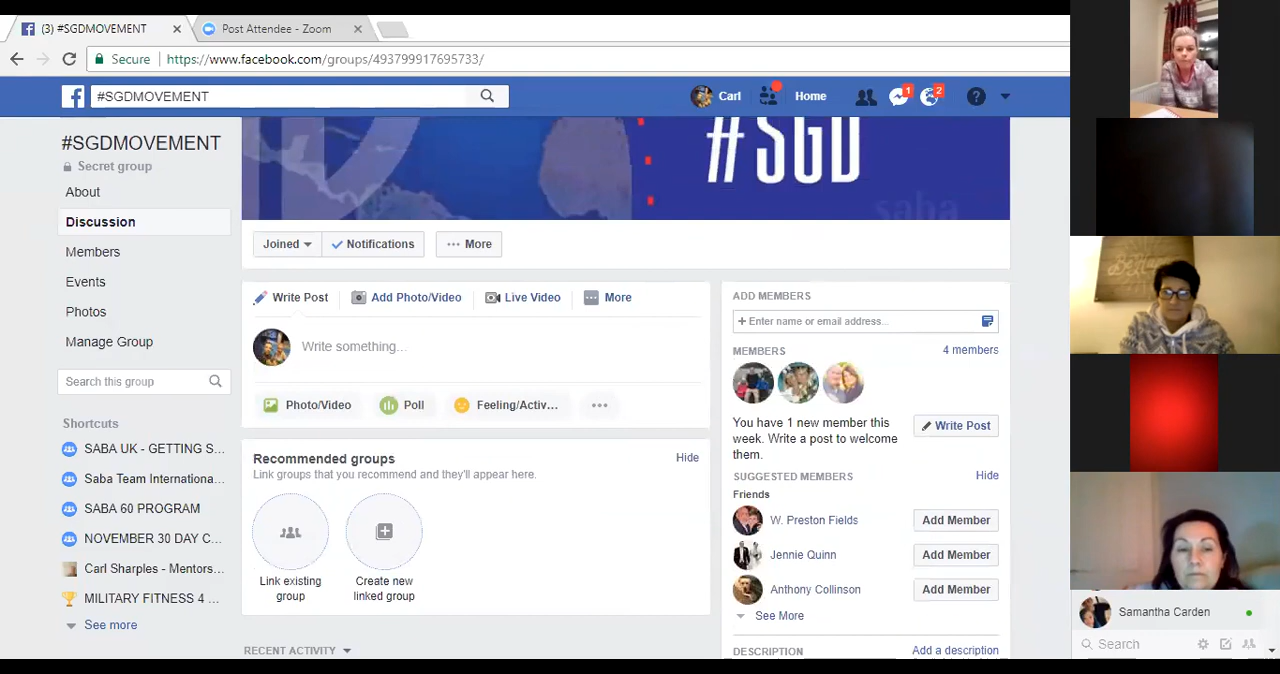 (3) #SGDMOVEMENT
Post Attendee - Zoom
Secure
https://www.facebook.com/groups/493799917695733/
#SGDMOVEMENT
Carl
Home
1
2
#SGDMOVEMENT
Secret group
About
Discussion
Members
Events
Photos
Manage Group
Search this group
Shortcuts
SABA UK - GETTING S...
Saba Team Internationa...
SABA 60 PROGRAM
NOVEMBER 30 DAY C...
Carl Sharples - Mentors...
MILITARY FITNESS 4 ...
See more
#SGD
saba
Joined
Notifications
More
Write Post
Add Photo/Video
Live Video
More
Write something...
Photo/Video
Poll
Feeling/Activ...
Recommended groups
Hide
Link groups that you recommend and they'll appear here.
Link existing
group
Create new
linked group
RECENT ACTIVITY
ADD MEMBERS
+ Enter name or email address...
MEMBERS
4 members
You have 1 new member this
week. Write a post to welcome
them.
Write Post
SUGGESTED MEMBERS
Hide
Friends
W. Preston Fields
Add Member
Jennie Quinn
Add Member
Anthony Collinson
Add Member
See More
DESCRIPTION
Add a description
Samantha Carden
Search